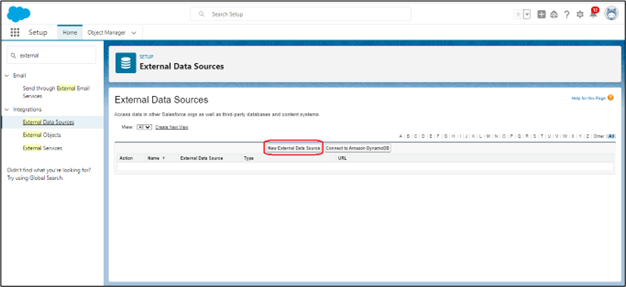 Search Setup
12
Setup
Home
Object Manager
external
Email
Send through External Email
Services
Integrations
External Data Sources
External Objects
External Services
Didn't find what you're looking for?
Try using Global Search.
SETUP
External Data Sources
External Data Sources
Help for this Page
Access data in other Salesforce orgs as well as third-party databases and content systems.
View: All Create New View
A B C D E F G H I J K L M N O P Q R S T U V W X Y Z Other All
New External Data Source Connect to Amazon DynamoDB
Action Name External Data Source Type URL